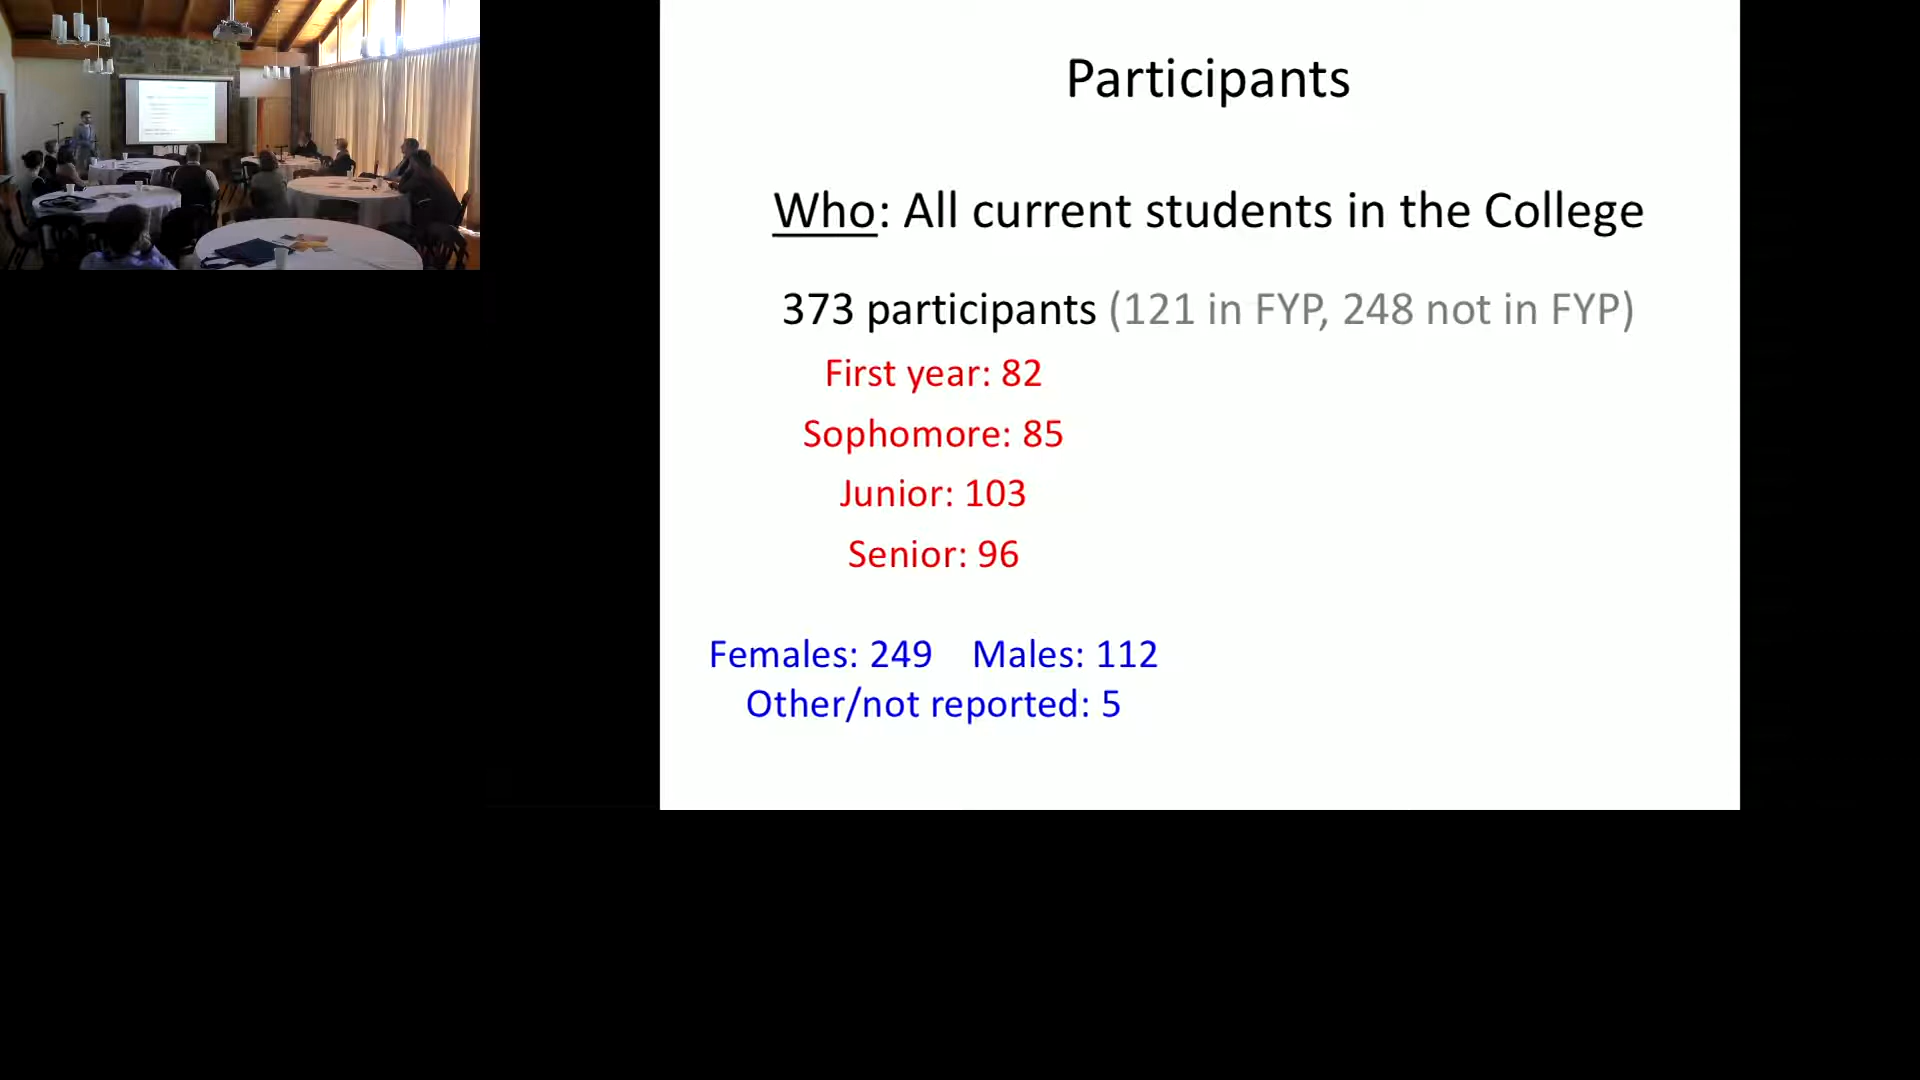 Participants
Who: All current students in the College
373 participants (121 in FYP, 248 not in FYP)
First year: 82
Sophomore: 85
Junior: 103
Senior: 96
Females: 249 Males: 112
Other/not reported: 5